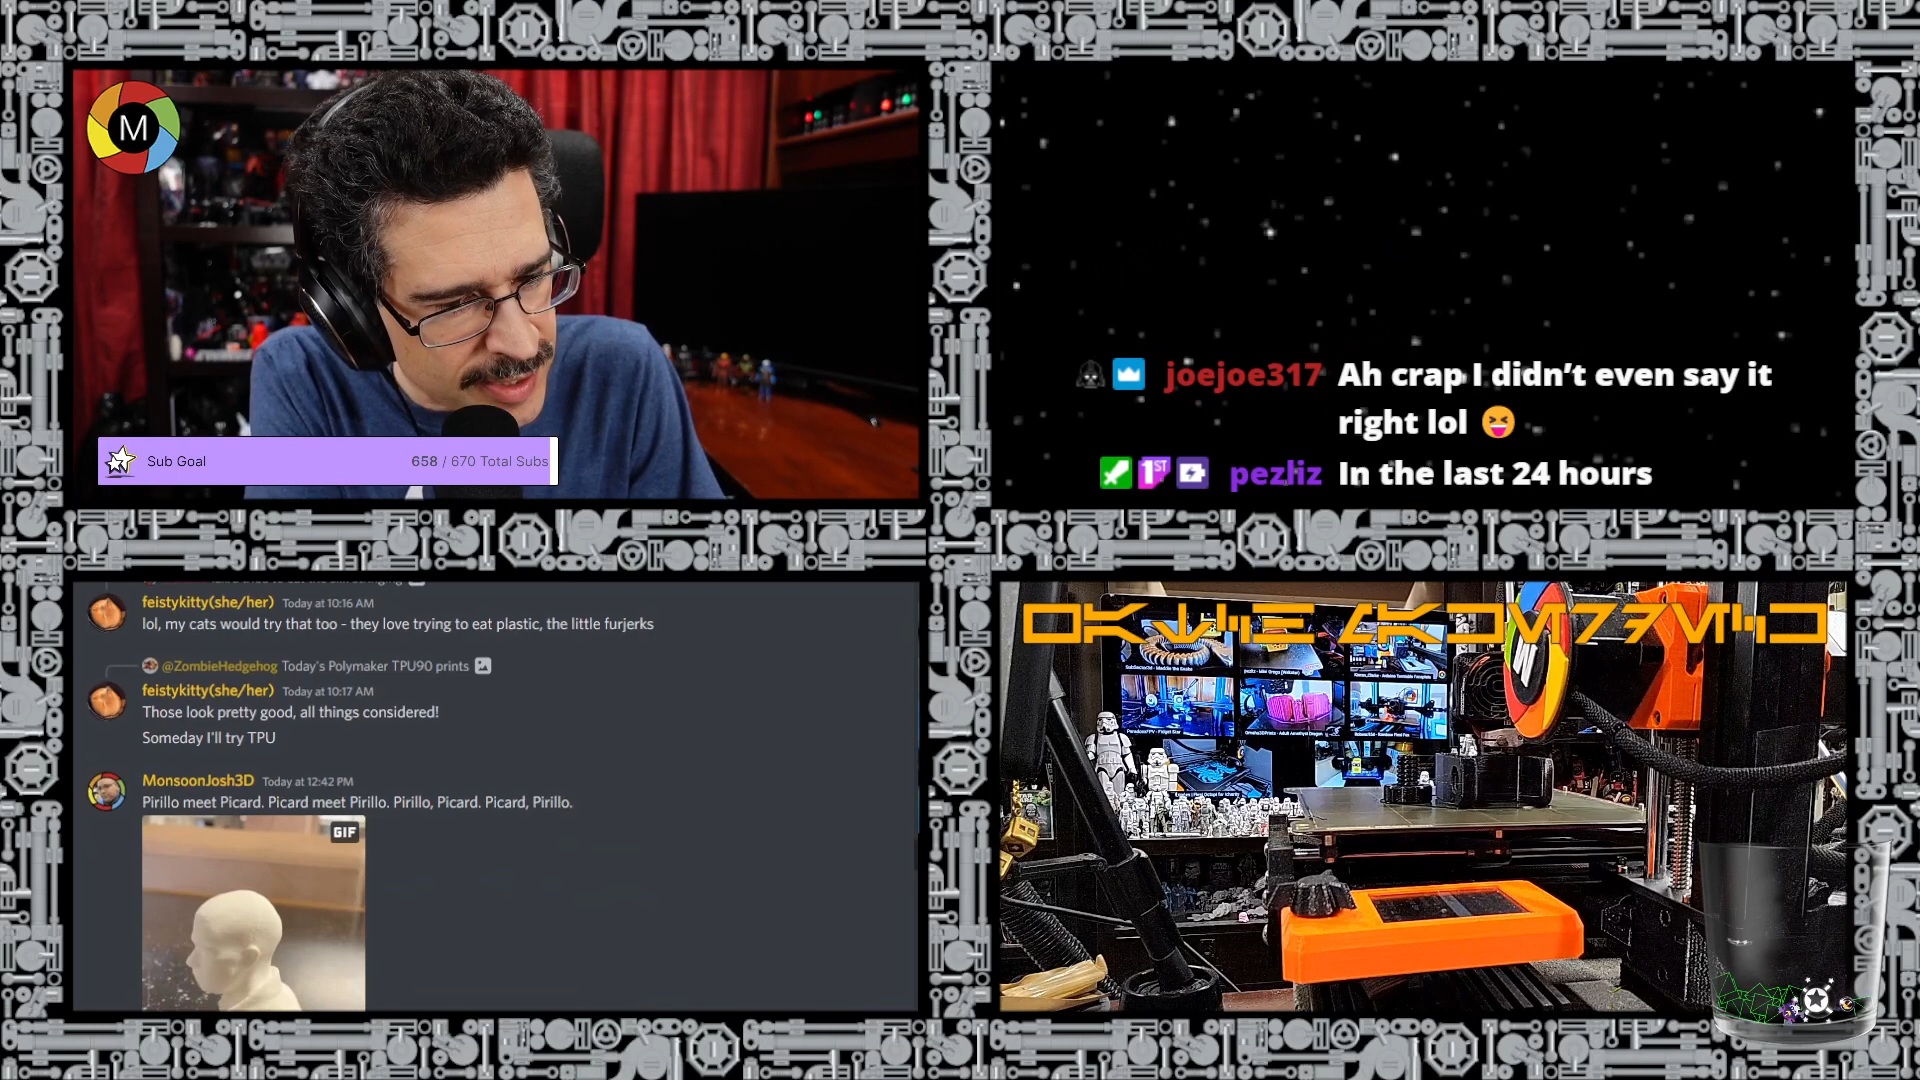 M
Sub Goal 658 / 670 Total Subs
joejoe317 Ah crap I didn't even say it
right lol 😝
1ST pezliz In the last 24 hours
feistykitty(she/her) Today at 10:16 AM
lol, my cats would try that too - they love trying to eat plastic, the little furjerks
@ZombieHedgehog Today's Polymaker TPU90 prints
feistykitty(she/her) Today at 10:17 AM
Those look pretty good, all things considered!
Someday I'll try TPU
MonsoonJosh3D Today at 12:42 PM
Pirillo meet Picard. Picard meet Pirillo. Pirillo, Picard. Picard, Pirillo.
GIF